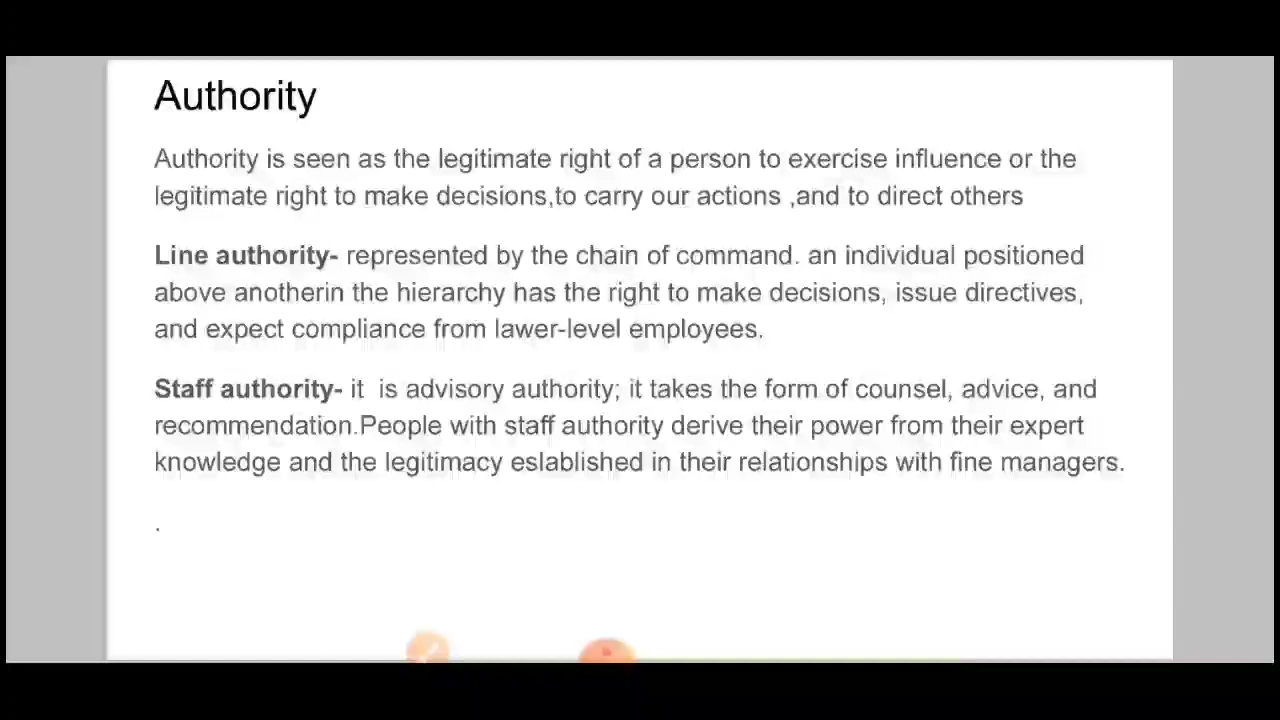 Authority
Authority is seen as the legitimate right of a person to exercise influence or the
legitimate right to make decisions,to carry our actions ,and to direct others
Line authority- represented by the chain of command. an individual positioned
above anotherin the hierarchy has the right to make decisions, issue directives,
and expect compliance from lawer-level employees.
Staff authority- it  is advisory authority; it takes the form of counsel, advice, and
recommendation.People with staff authority derive their power from their expert
knowledge and the legitimacy eslablished in their relationships with fine managers.
.